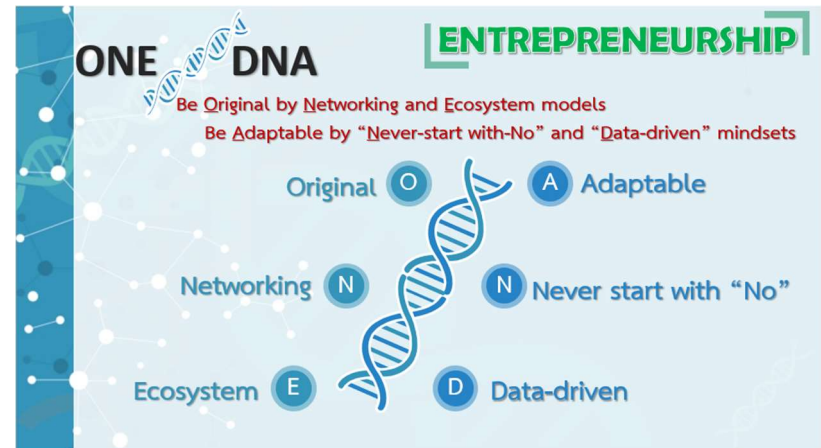 ONE DNA
ENTREPRENEURSHIP
Be Original by Networking and Ecosystem models
Be Adaptable by “Never-start with-No” and “Data-driven” mindsets
Original O
A Adaptable
Networking N
N Never start with “No”
Ecosystem E
D Data-driven